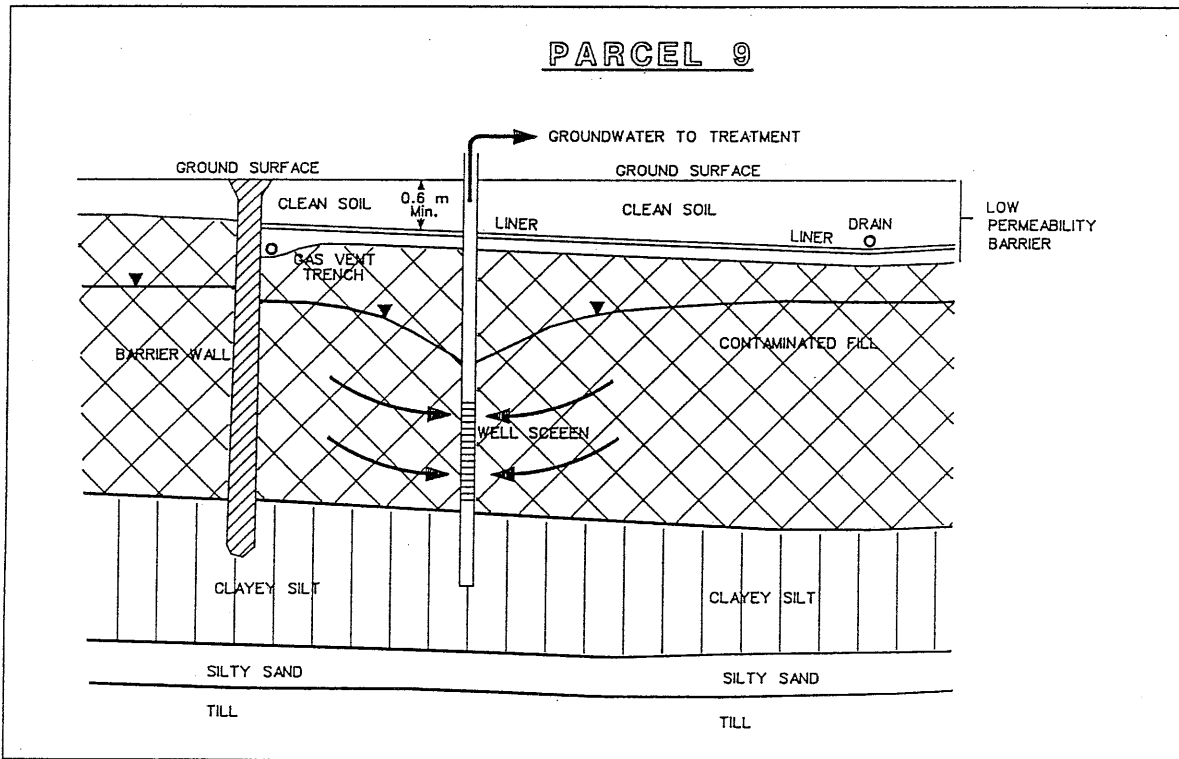 PARCEL 9
GROUNDWATER TO TREATMENT
GROUND SURFACE
GROUND SURFACE
0.6 m
Min.
CLEAN SOIL
CLEAN SOIL
LOW
PERMEABILITY
BARRIER
LINER
DRAIN
LINER
GAS VENT
TRENCH
BARRIER WALL
CONTAMINATED FILL
WELL SCEEEN
CLAYEY SILT
CLAYEY SILT
SILTY SAND
SILTY SAND
TILL
TILL